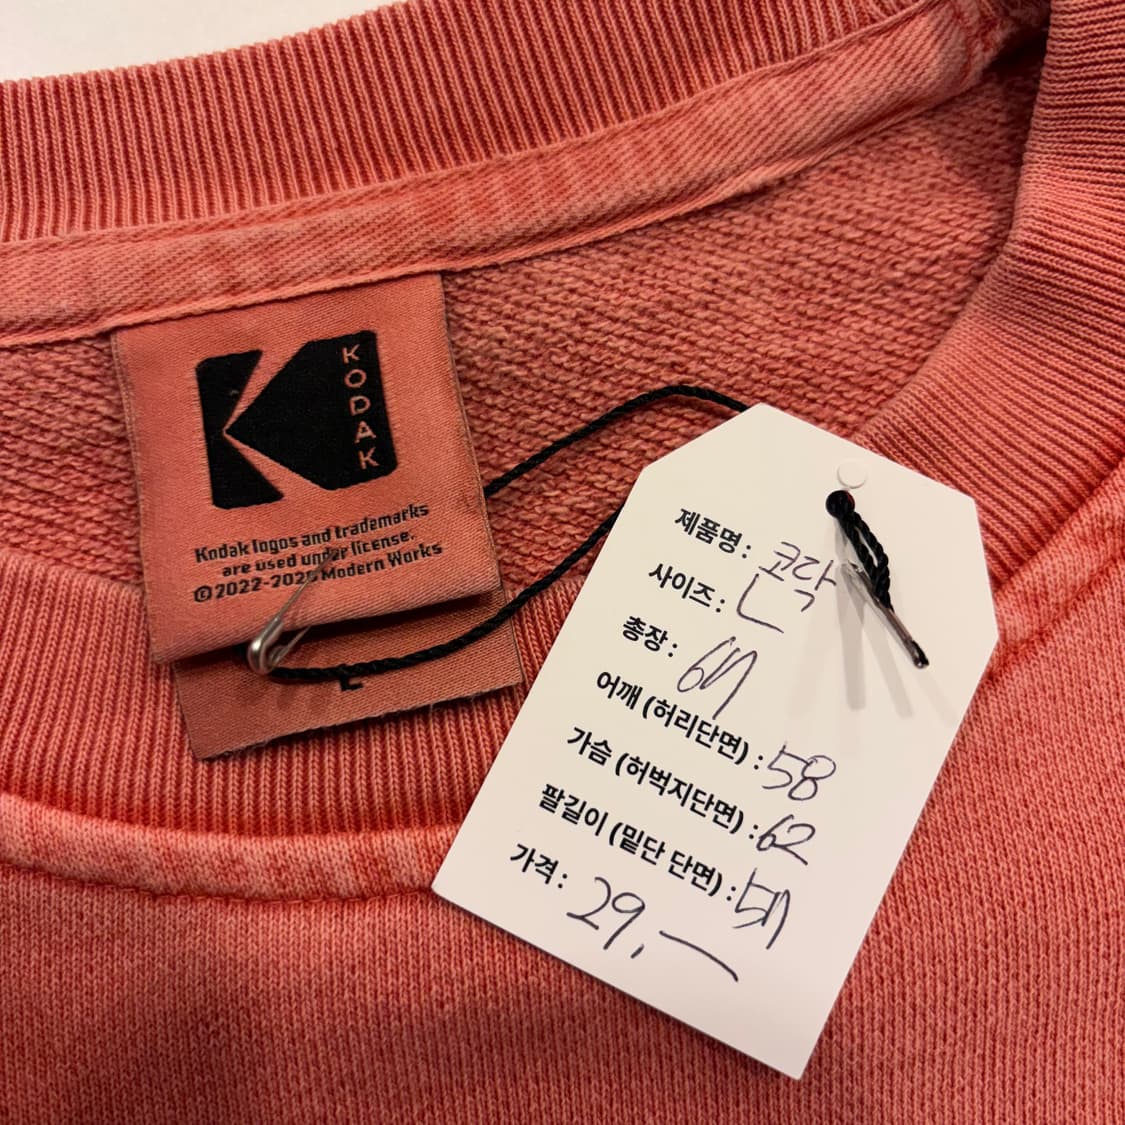 KODAK
Kodak logos and trademarks
are used under license.
©2022-2025 Modern Works
L
제품명 : 코닥
사이즈 : L
총장 : 67
어깨 (허리단면) : 58
가슴 (허벅지단면) : 62
팔길이 (밑단 단면) : 57
가격 : 29,—